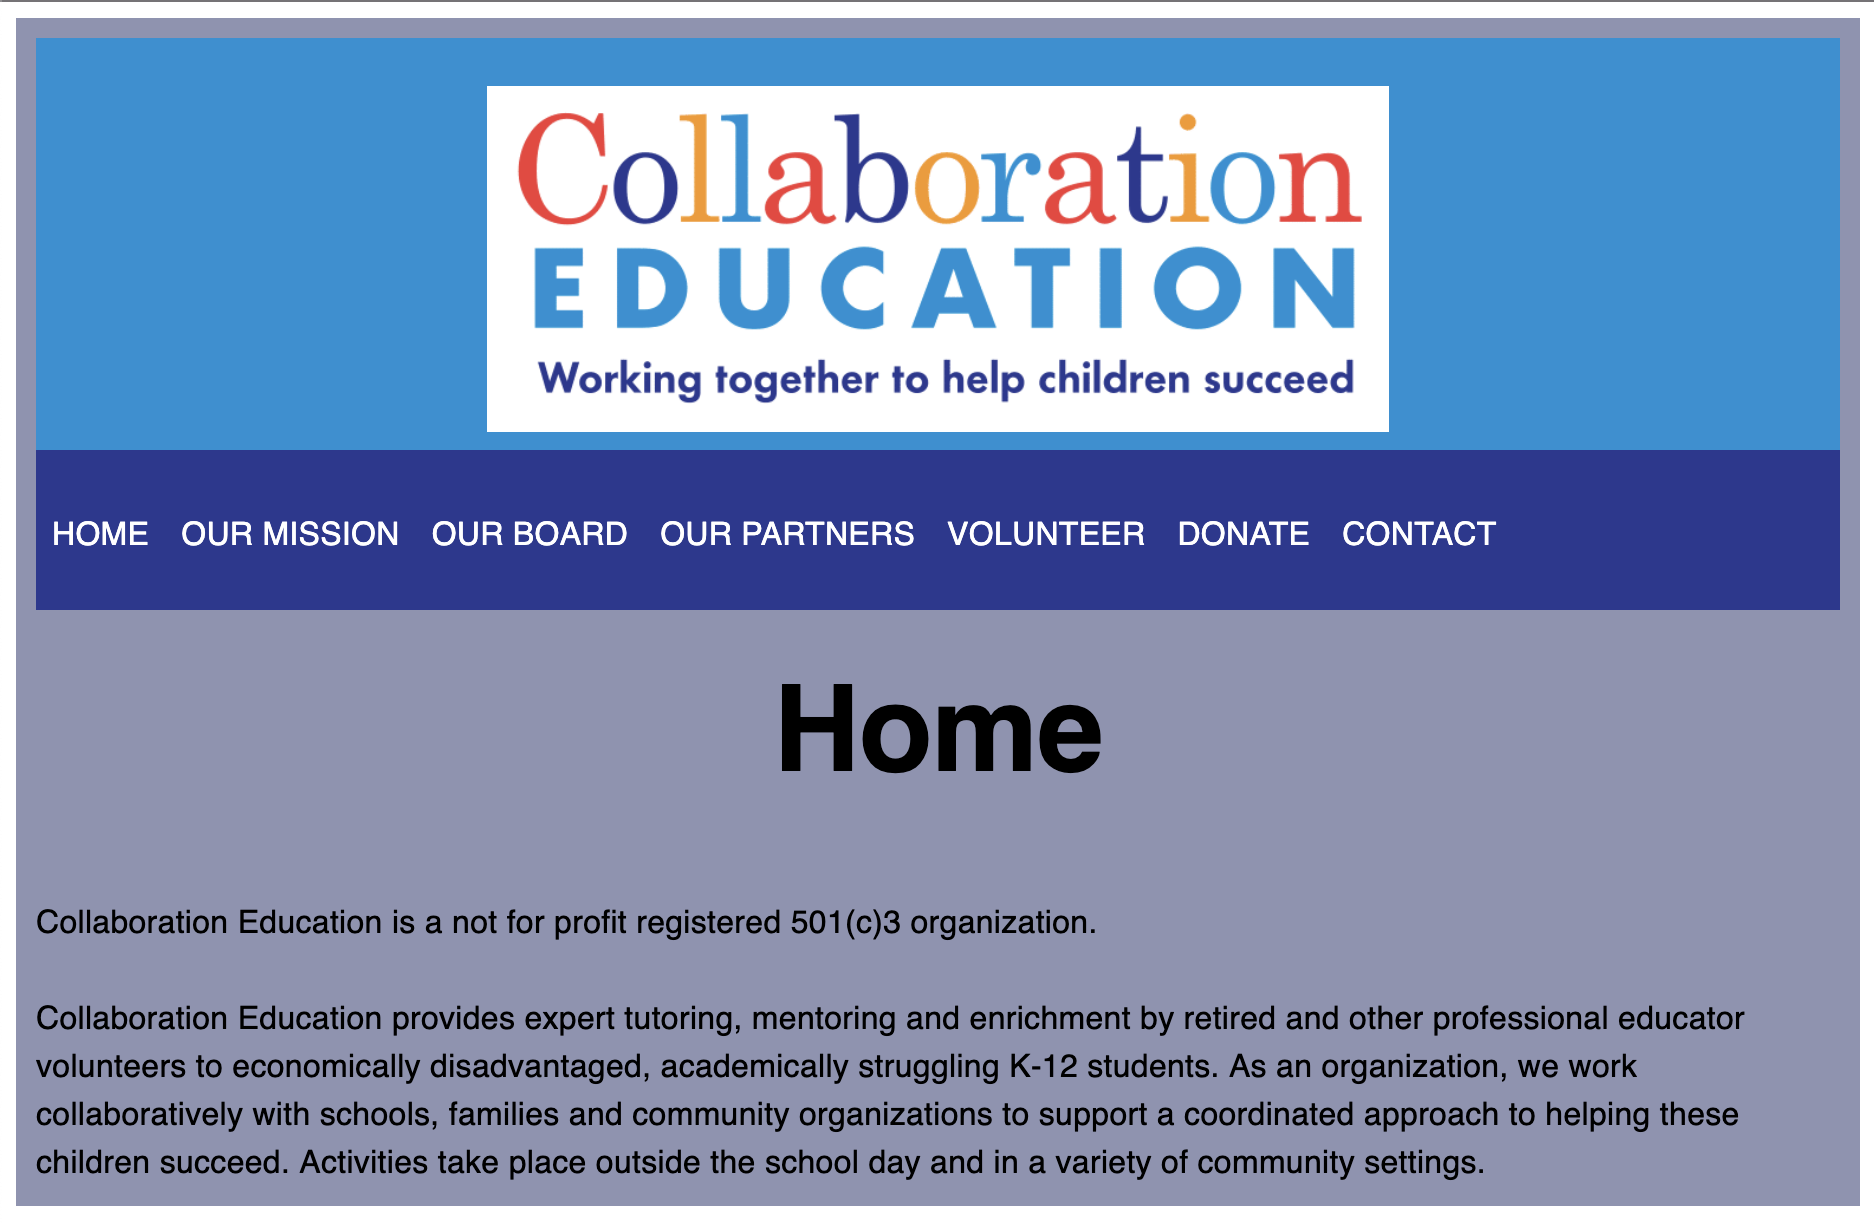 Collaboration
EDUCATION
Working together to help children succeed
HOME OUR MISSION OUR BOARD OUR PARTNERS VOLUNTEER DONATE CONTACT
Home
Collaboration Education is a not for profit registered 501(c)3 organization.
Collaboration Education provides expert tutoring, mentoring and enrichment by retired and other professional educator
volunteers to economically disadvantaged, academically struggling K-12 students. As an organization, we work
collaboratively with schools, families and community organizations to support a coordinated approach to helping these
children succeed. Activities take place outside the school day and in a variety of community settings.